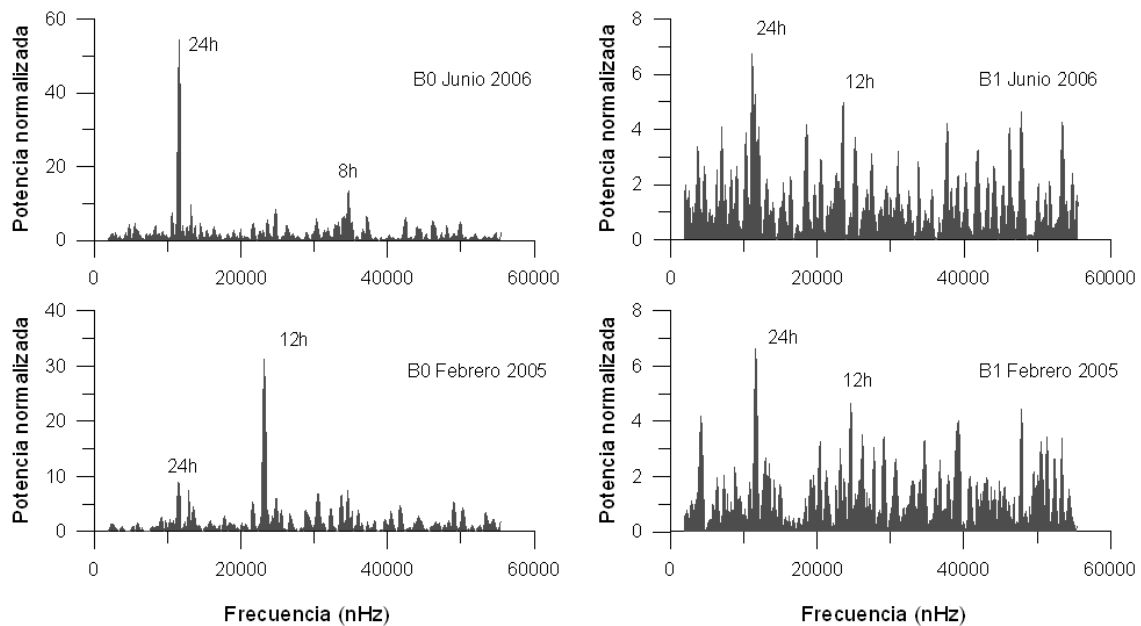 Potencia normalizada
60
40
20
0
24h
8h
B0 Junio 2006
0
20000
40000
60000
Potencia normalizada
8
6
4
2
0
24h
12h
B1 Junio 2006
0
20000
40000
60000
Potencia normalizada
40
30
20
10
0
24h
12h
B0 Febrero 2005
0
20000
40000
60000
Frecuencia (nHz)
Potencia normalizada
8
6
4
2
0
24h
12h
B1 Febrero 2005
0
20000
40000
60000
Frecuencia (nHz)